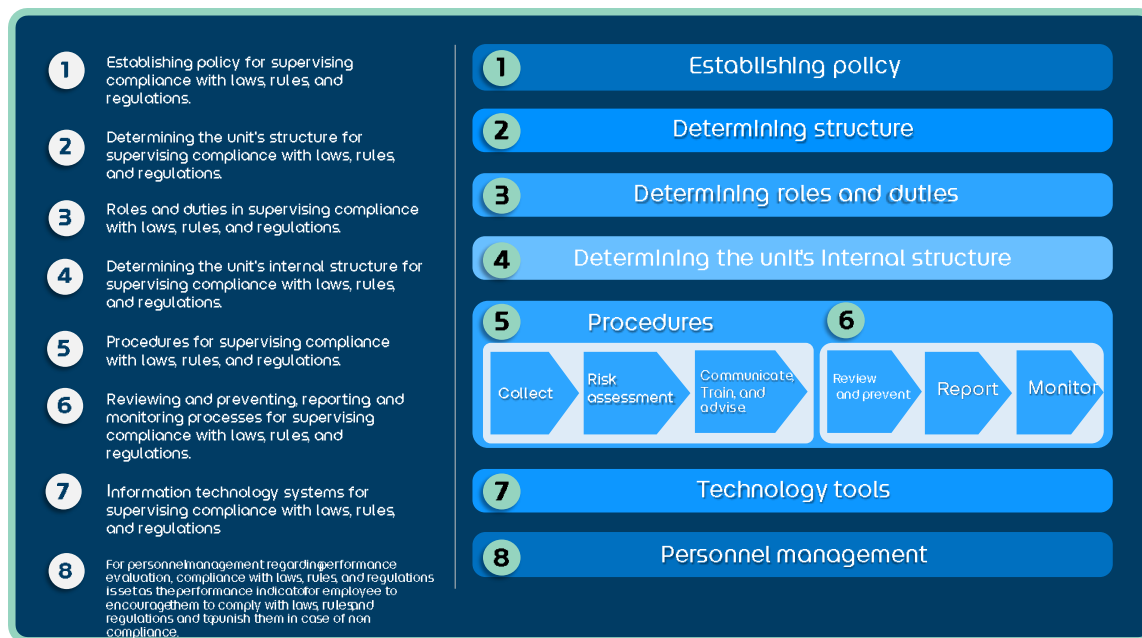 1
Establishing policy for supervising
compliance with laws, rules, and
regulations.
2
Determining the unit's structure for
supervising compliance with laws, rules,
and regulations.
3
Roles and duties in supervising compliance
with laws, rules, and regulations.
4
Determining the unit's internal structure for
supervising compliance with laws, rules,
and regulations.
5
Procedures for supervising compliance
with laws, rules, and regulations.
6
Reviewing and preventing, reporting, and
monitoring processes for supervising
compliance with laws, rules, and
regulations.
7
Information technology systems for
supervising compliance with laws, rules,
and regulations
8
For personnel management regarding performance
evaluation, compliance with laws, rules, and regulations
is set as the performance indicator for employee to
encourage them to comply with laws, rules, and
regulations and to punish them in case of non
compliance.
1
Establishing policy
2
Determining structure
3
Determining roles and duties
4
Determining the unit's internal structure
5
Procedures
6
Collect
Risk
assessment
Communicate,
Train, and
advise.
Review
and prevent
Report
Monitor
7
Technology tools
8
Personnel management